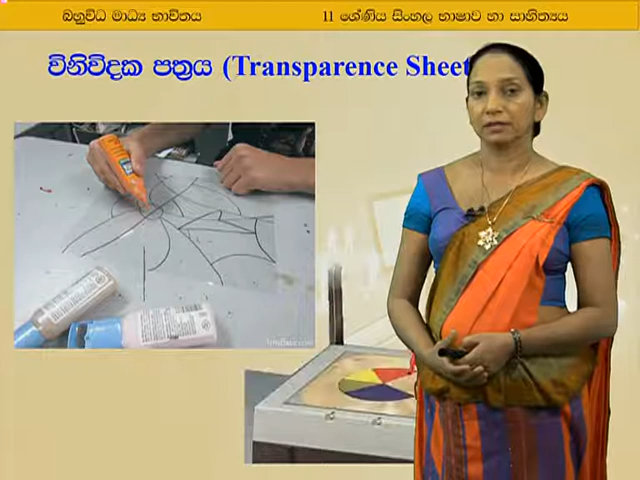 බහුවිධ මාධ්‍ය භාවිතය
11 ශ්‍රේණිය සිංහල භාෂාව හා සාහිත්‍යය
විනිවිදක පත්‍රය (Transparence Sheet